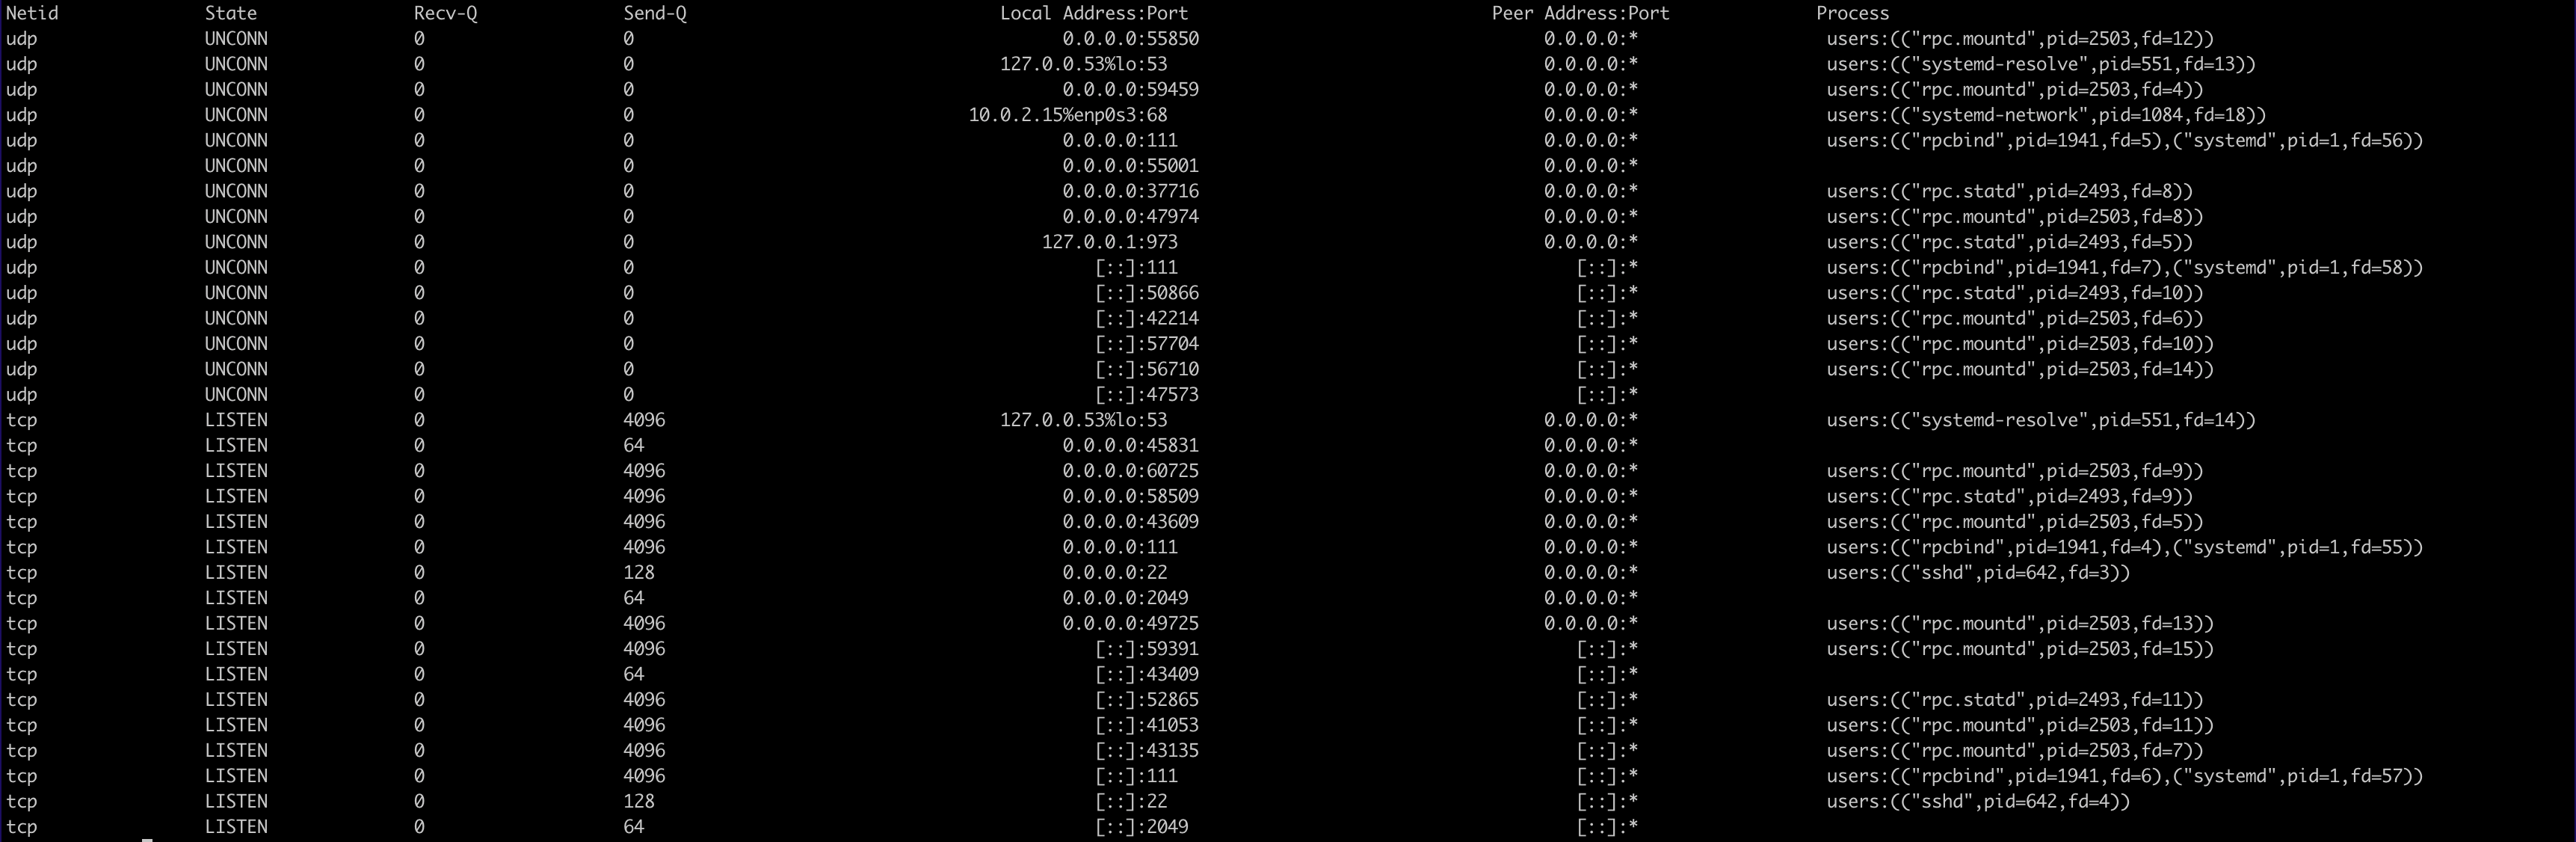 Netid State Recv-Q Send-Q Local Address:Port Peer Address:Port Process
udp UNCONN 0 0 0.0.0.0:55850 0.0.0.0:* users:(("rpc.mountd",pid=2503,fd=12))
udp UNCONN 0 0 127.0.0.53%lo:53 0.0.0.0:* users:(("systemd-resolve",pid=551,fd=13))
udp UNCONN 0 0 0.0.0.0:59459 0.0.0.0:* users:(("rpc.mountd",pid=2503,fd=4))
udp UNCONN 0 0 10.0.2.15%enp0s3:68 0.0.0.0:* users:(("systemd-network",pid=1084,fd=18))
udp UNCONN 0 0 0.0.0.0:111 0.0.0.0:* users:(("rpcbind",pid=1941,fd=5),("systemd",pid=1,fd=56))
udp UNCONN 0 0 0.0.0.0:55001 0.0.0.0:*
udp UNCONN 0 0 0.0.0.0:37716 0.0.0.0:* users:(("rpc.statd",pid=2493,fd=8))
udp UNCONN 0 0 0.0.0.0:47974 0.0.0.0:* users:(("rpc.mountd",pid=2503,fd=8))
udp UNCONN 0 0 127.0.0.1:973 0.0.0.0:* users:(("rpc.statd",pid=2493,fd=5))
udp UNCONN 0 0 [::]:111 [::]:* users:(("rpcbind",pid=1941,fd=7),("systemd",pid=1,fd=58))
udp UNCONN 0 0 [::]:50866 [::]:* users:(("rpc.statd",pid=2493,fd=10))
udp UNCONN 0 0 [::]:42214 [::]:* users:(("rpc.mountd",pid=2503,fd=6))
udp UNCONN 0 0 [::]:57704 [::]:* users:(("rpc.mountd",pid=2503,fd=10))
udp UNCONN 0 0 [::]:56710 [::]:* users:(("rpc.mountd",pid=2503,fd=14))
udp UNCONN 0 0 [::]:47573 [::]:*
tcp LISTEN 0 4096 127.0.0.53%lo:53 0.0.0.0:* users:(("systemd-resolve",pid=551,fd=14))
tcp LISTEN 0 64 0.0.0.0:45831 0.0.0.0:*
tcp LISTEN 0 4096 0.0.0.0:60725 0.0.0.0:* users:(("rpc.mountd",pid=2503,fd=9))
tcp LISTEN 0 4096 0.0.0.0:58509 0.0.0.0:* users:(("rpc.statd",pid=2493,fd=9))
tcp LISTEN 0 4096 0.0.0.0:43609 0.0.0.0:* users:(("rpc.mountd",pid=2503,fd=5))
tcp LISTEN 0 4096 0.0.0.0:111 0.0.0.0:* users:(("rpcbind",pid=1941,fd=4),("systemd",pid=1,fd=55))
tcp LISTEN 0 128 0.0.0.0:22 0.0.0.0:* users:(("sshd",pid=642,fd=3))
tcp LISTEN 0 64 0.0.0.0:2049 0.0.0.0:*
tcp LISTEN 0 4096 0.0.0.0:49725 0.0.0.0:* users:(("rpc.mountd",pid=2503,fd=13))
tcp LISTEN 0 4096 [::]:59391 [::]:* users:(("rpc.mountd",pid=2503,fd=15))
tcp LISTEN 0 64 [::]:43409 [::]:*
tcp LISTEN 0 4096 [::]:52865 [::]:* users:(("rpc.statd",pid=2493,fd=11))
tcp LISTEN 0 4096 [::]:41053 [::]:* users:(("rpc.mountd",pid=2503,fd=11))
tcp LISTEN 0 4096 [::]:43135 [::]:* users:(("rpc.mountd",pid=2503,fd=7))
tcp LISTEN 0 4096 [::]:111 [::]:* users:(("rpcbind",pid=1941,fd=6),("systemd",pid=1,fd=57))
tcp LISTEN 0 128 [::]:22 [::]:* users:(("sshd",pid=642,fd=4))
tcp LISTEN 0 64 [::]:2049 [::]:*